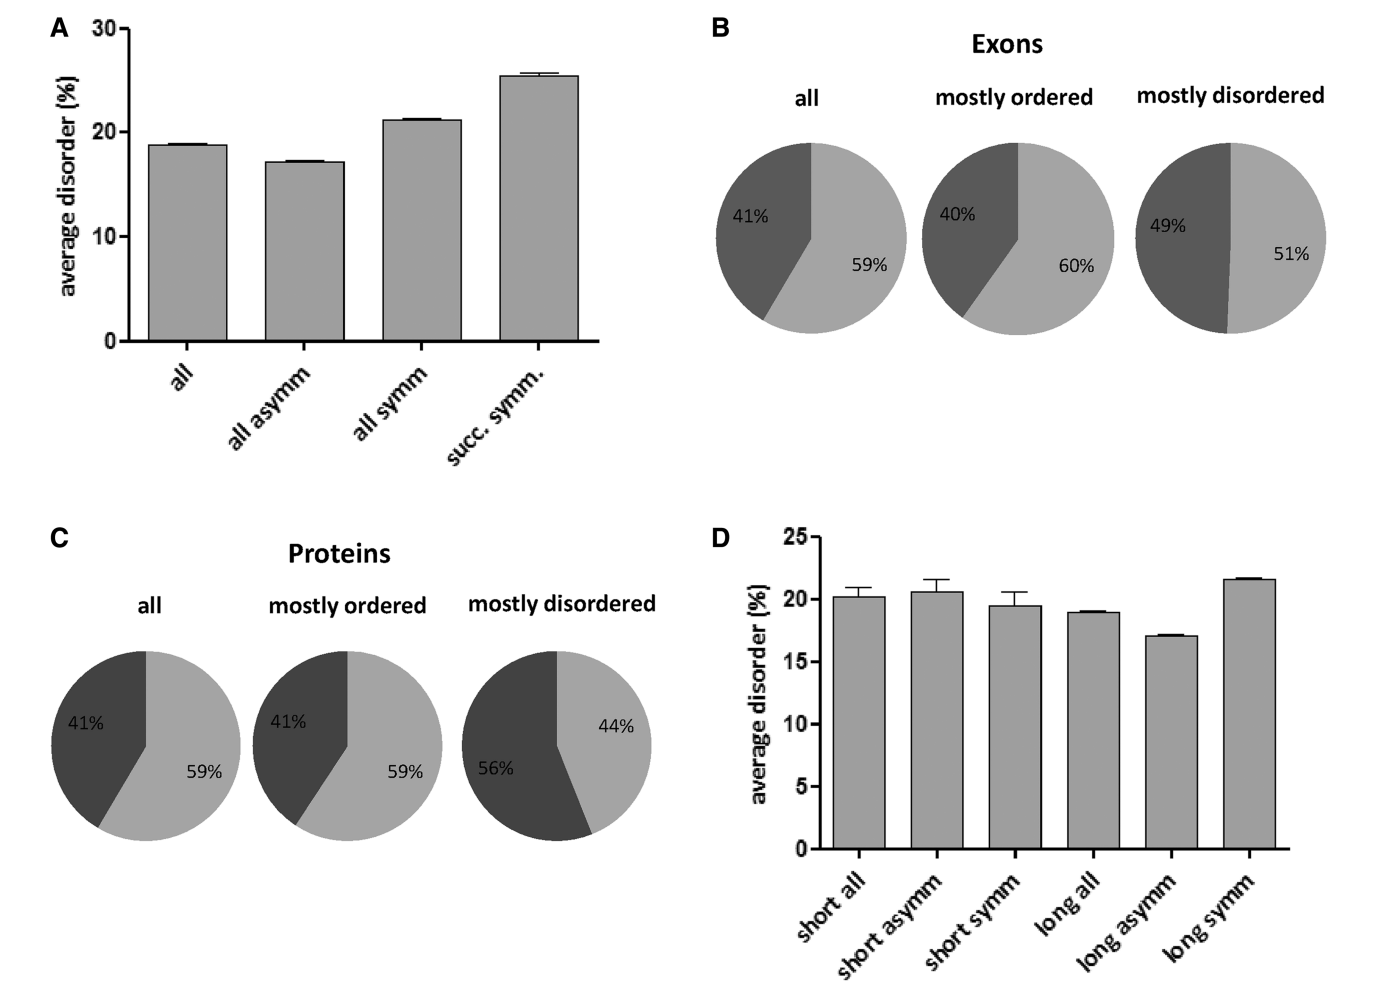 A
30
20
10
0
average disorder (%)
all
all asymm
all symm
succ. symm.
B
Exons
all
mostly ordered
mostly disordered
41%
59%
40%
60%
49%
51%
C
Proteins
all
mostly ordered
mostly disordered
41%
59%
41%
59%
56%
44%
D
25
20
15
10
5
0
average disorder (%)
short all
short asymm
short symm
long all
long asymm
long symm